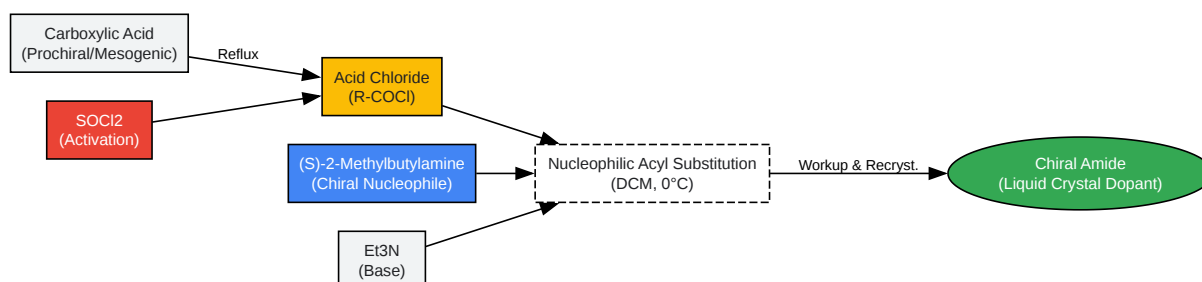 Carboxylic Acid
(Prochiral/Mesogenic)
Reflux
SOCl2
(Activation)
Acid Chloride
(R-COCl)
(S)-2-Methylbutylamine
(Chiral Nucleophile)
Et3N
(Base)
Nucleophilic Acyl Substitution
(DCM, 0°C)
Workup & Recryst.
Chiral Amide
(Liquid Crystal Dopant)